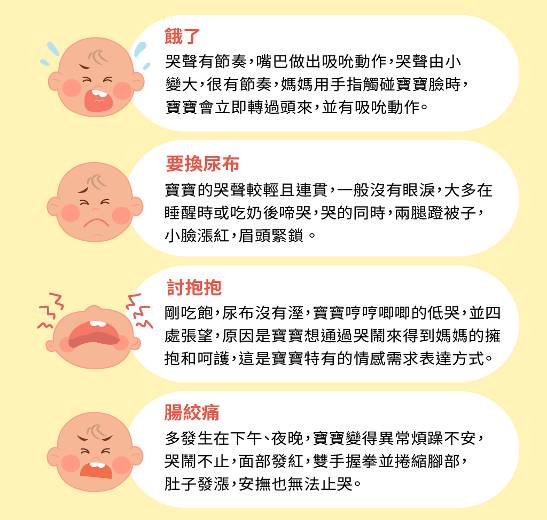 餓了
哭聲有節奏，嘴巴做出吸吮動作，哭聲由小
變大，很有節奏，媽媽用手指觸碰寶寶臉時，
寶寶會立即轉過頭來，並有吸吮動作。
要換尿布
寶寶的哭聲較輕且連貫，一般沒有眼淚，大多在
睡醒時或吃奶後啼哭，哭的同時，兩腿蹬被子，
小臉漲紅，眉頭緊鎖。
討抱抱
剛吃飽，尿布沒有溼，寶寶哼哼唧唧的低哭，並四
處張望，原因是寶寶想通過哭鬧來得到媽媽的擁
抱和呵護，這是寶寶特有的情感需求表達方式。
腸絞痛
多發生在下午、夜晚，寶寶變得異常煩躁不安，
哭鬧不止，面部發紅，雙手握拳並捲縮腳部，
肚子發漲，安撫也無法止哭。